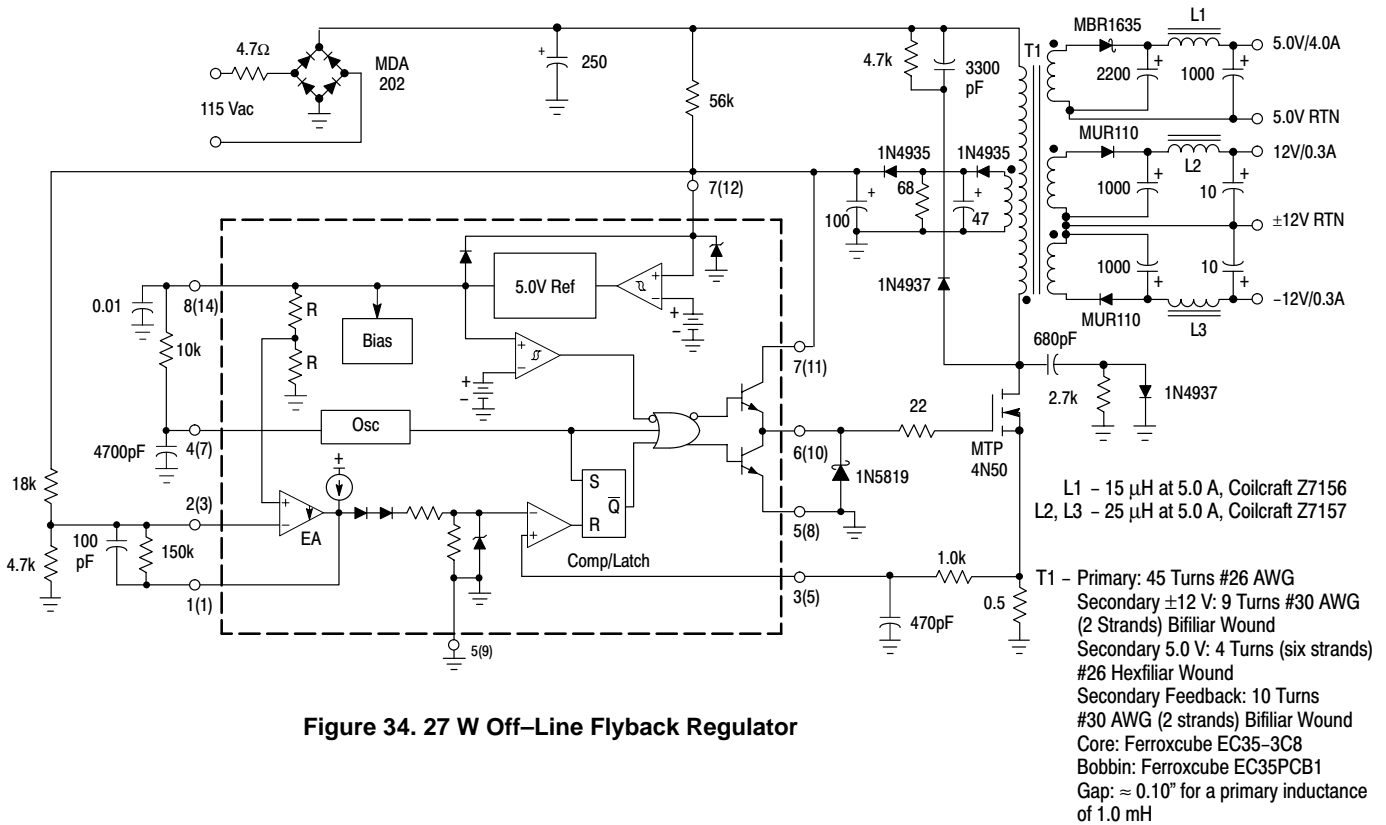 4.7Ω
MDA
202
115 Vac
+
250
56k
4.7k
3300
pF
T1
MBR1635
L1
5.0V/4.0A
2200
+
1000
+
5.0V RTN
MUR110
12V/0.3A
L2
1000
+
10
+
±12V RTN
1000
+
10
+
MUR110
L3
−12V/0.3A
1N4935
1N4935
7(12)
68
100
+
47
+
1N4937
0.01
8(14)
R
R
5.0V Ref
+
−
+
−
Bias
10k
+
−
+
−
7(11)
680pF
2.7k
1N4937
4700pF
4(7)
Osc
22
6(10)
MTP
4N50
1N5819
18k
+
S
Q
R
2(3)
+
−
EA
−
+
5(8)
L1 – 15 μH at 5.0 A, Coilcraft Z7156
L2, L3 – 25 μH at 5.0 A, Coilcraft Z7157
100
pF
150k
4.7k
Comp/Latch
1.0k
1(1)
3(5)
470pF
0.5
5(9)
T1 – Primary: 45 Turns #26 AWG
Secondary ±12 V: 9 Turns #30 AWG
(2 Strands) Bifiliar Wound
Secondary 5.0 V: 4 Turns (six strands)
#26 Hexfiliar Wound
Secondary Feedback: 10 Turns
#30 AWG (2 strands) Bifiliar Wound
Core: Ferroxcube EC35–3C8
Bobbin: Ferroxcube EC35PCB1
Gap: ≈ 0.10” for a primary inductance
of 1.0 mH
Figure 34. 27 W Off–Line Flyback Regulator